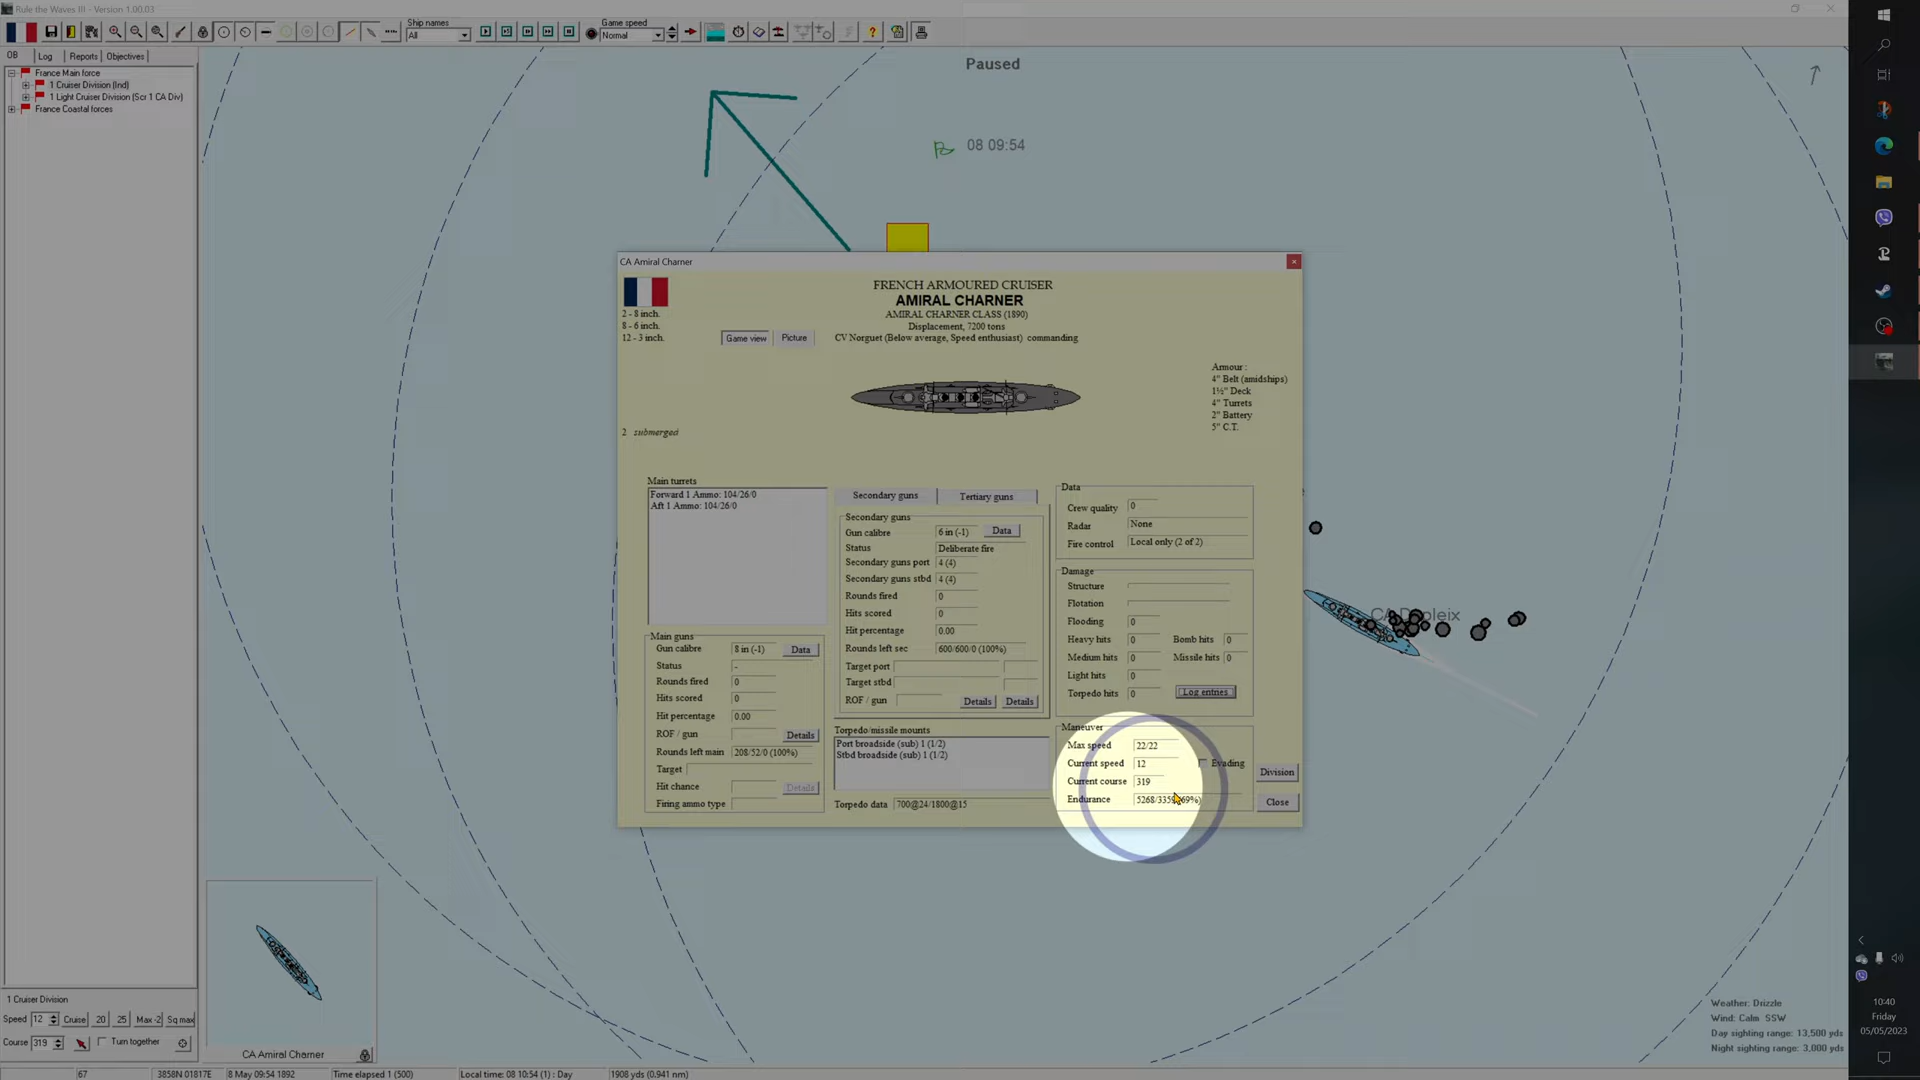 Rule the Waves III - Version 1.00.03
Ship names
All
Game speed
Normal
OB
Log
Reports
Objectives
France Main force
1 Cruiser Division (Ind)
1 Light Cruiser Division (Scr 1 CA Div)
France Coastal forces
Paused
08 09:54
CA Amiral Charner
FRENCH ARMOURED CRUISER
AMIRAL CHARNER
AMIRAL CHARNER CLASS (1890)
Displacement, 7200 tons
CV Norguet (Below average, Speed enthusiast) commanding
2 - 8 inch.
8 - 6 inch.
12 - 3 inch.
Game view
Picture
Armour :
4" Belt (amidships)
1½" Deck
4" Turrets
2" Battery
5" C.T.
2 submerged
Main turrets
Forward 1 Ammo: 104/26/0
Aft 1 Ammo: 104/26/0
Main guns
Gun calibre 8 in (-1) Data
Status -
Rounds fired 0
Hits scored 0
Hit percentage 0.00
ROF / gun Details
Rounds left main 208/52/0 (100%)
Target
Hit chance Details
Firing ammo type
Secondary guns
Tertiary guns
Secondary guns
Gun calibre 6 in (-1) Data
Status Deliberate fire
Secondary guns port 4 (4)
Secondary guns stbd 4 (4)
Rounds fired 0
Hits scored 0
Hit percentage 0.00
Rounds left sec 600/600/0 (100%)
Target port
Target stbd
ROF / gun Details Details
Torpedo/missile mounts
Port broadside (sub) 1 (1/2)
Stbd broadside (sub) 1 (1/2)
Torpedo data 700@24/1800@15
Data
Crew quality 0
Radar None
Fire control Local only (2 of 2)
Damage
Structure
Flotation
Flooding 0
Heavy hits 0 Bomb hits 0
Medium hits 0 Missile hits 0
Light hits 0
Torpedo hits 0 Log entries
Maneuver
Max speed 22/22
Current speed 12 Evading
Current course 319
Endurance
Division
Close
1 Cruiser Division
Speed 12 Cruise 20 25 Max -2 Sq max
Course 319 Turn together
CA Amiral Charner
Weather: Drizzle
Wind: Calm SSW
Day sighting range: 13,500 yds
Night sighting range: 3,000 yds
67
3858N 01817E
8 May 09:54 1892
Time elapsed 1 (500)
Local time: 08 10:54 (1) : Day
1908 yds (0.941 nm)
10:40
Friday
05/05/2023